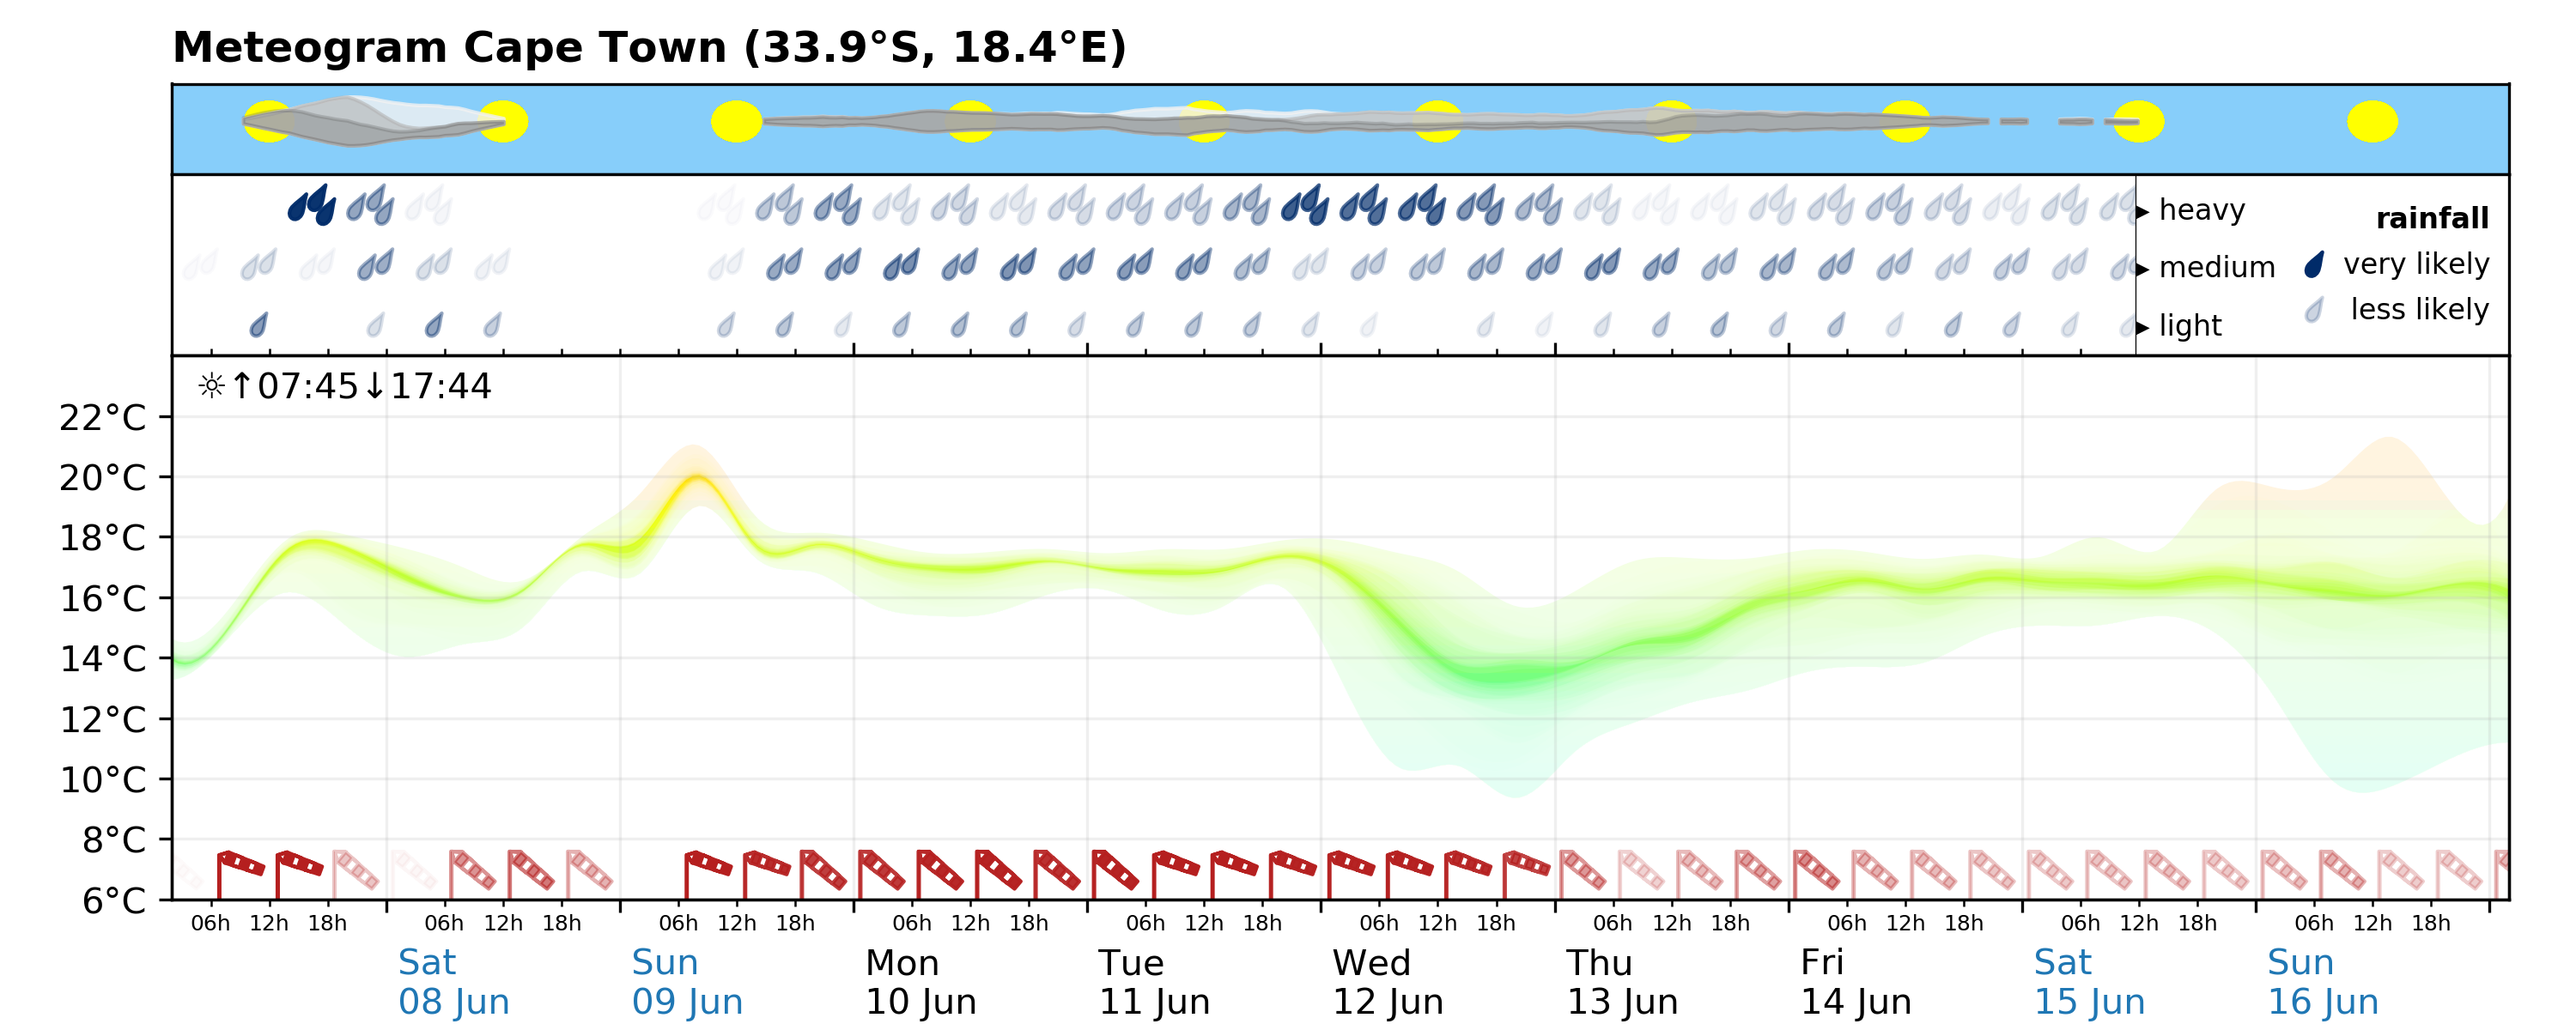 Meteogram Cape Town (33.9°S, 18.4°E)
heavy
rainfall
medium
very likely
light
less likely
☼↑07:45↓17:44
22°C
20°C
18°C
16°C
14°C
12°C
10°C
8°C
6°C
06h 12h 18h 06h 12h 18h 06h 12h 18h 06h 12h 18h 06h 12h 18h 06h 12h 18h 06h 12h 18h 06h 12h 18h 06h 12h 18h 06h 12h 18h
Sat Sun Mon Tue Wed Thu Fri Sat Sun
08 Jun 09 Jun 10 Jun 11 Jun 12 Jun 13 Jun 14 Jun 15 Jun 16 Jun